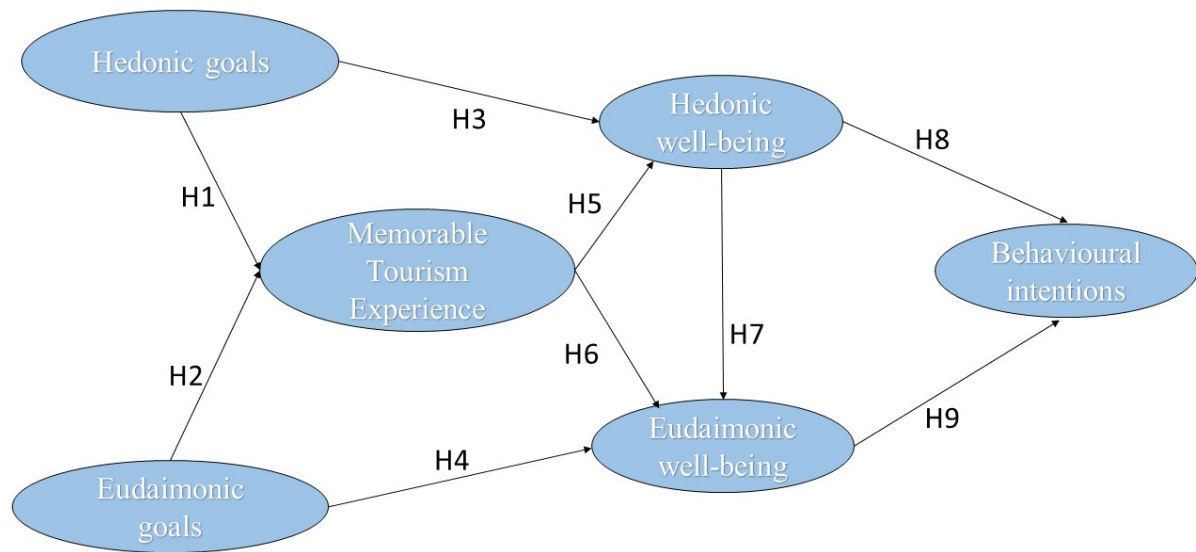 Hedonic goals
H3
Hedonic
well-being
H8
H1
H5
Memorable
Tourism
Experience
Behavioural
intentions
H2
H6
H7
Eudaimonic
goals
H4
Eudaimonic
well-being
H9